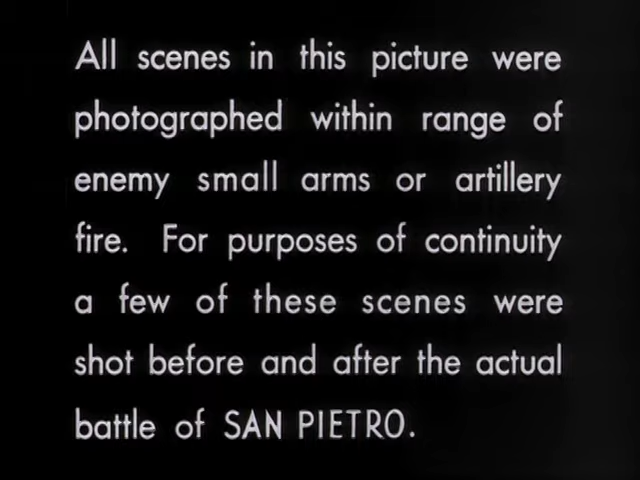 All scenes in this picture were
photographed within range of
enemy small arms or artillery
fire. For purposes of continuity
a few of these scenes were
shot before and after the actual
battle of SAN PIETRO.